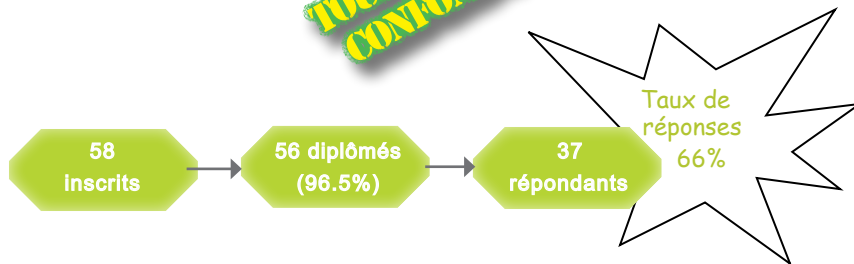 58
inscrits
56 diplômés
(96.5%)
37
répondants
Taux de
réponses
66%